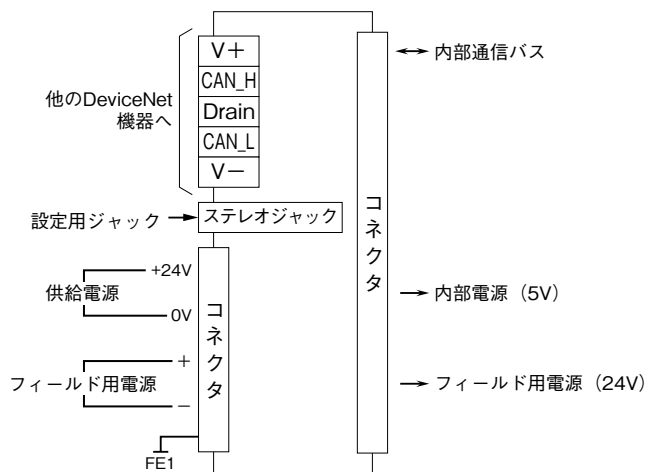 V+
CAN_H
Drain
CAN_L
V−
他のDeviceNet
機器へ
設定用ジャック
ステレオジャック
+24V
供給電源
0V
+
フィールド用電源
−
FE1
コネクタ
コネクタ
内部通信バス
内部電源（5V）
フィールド用電源（24V）